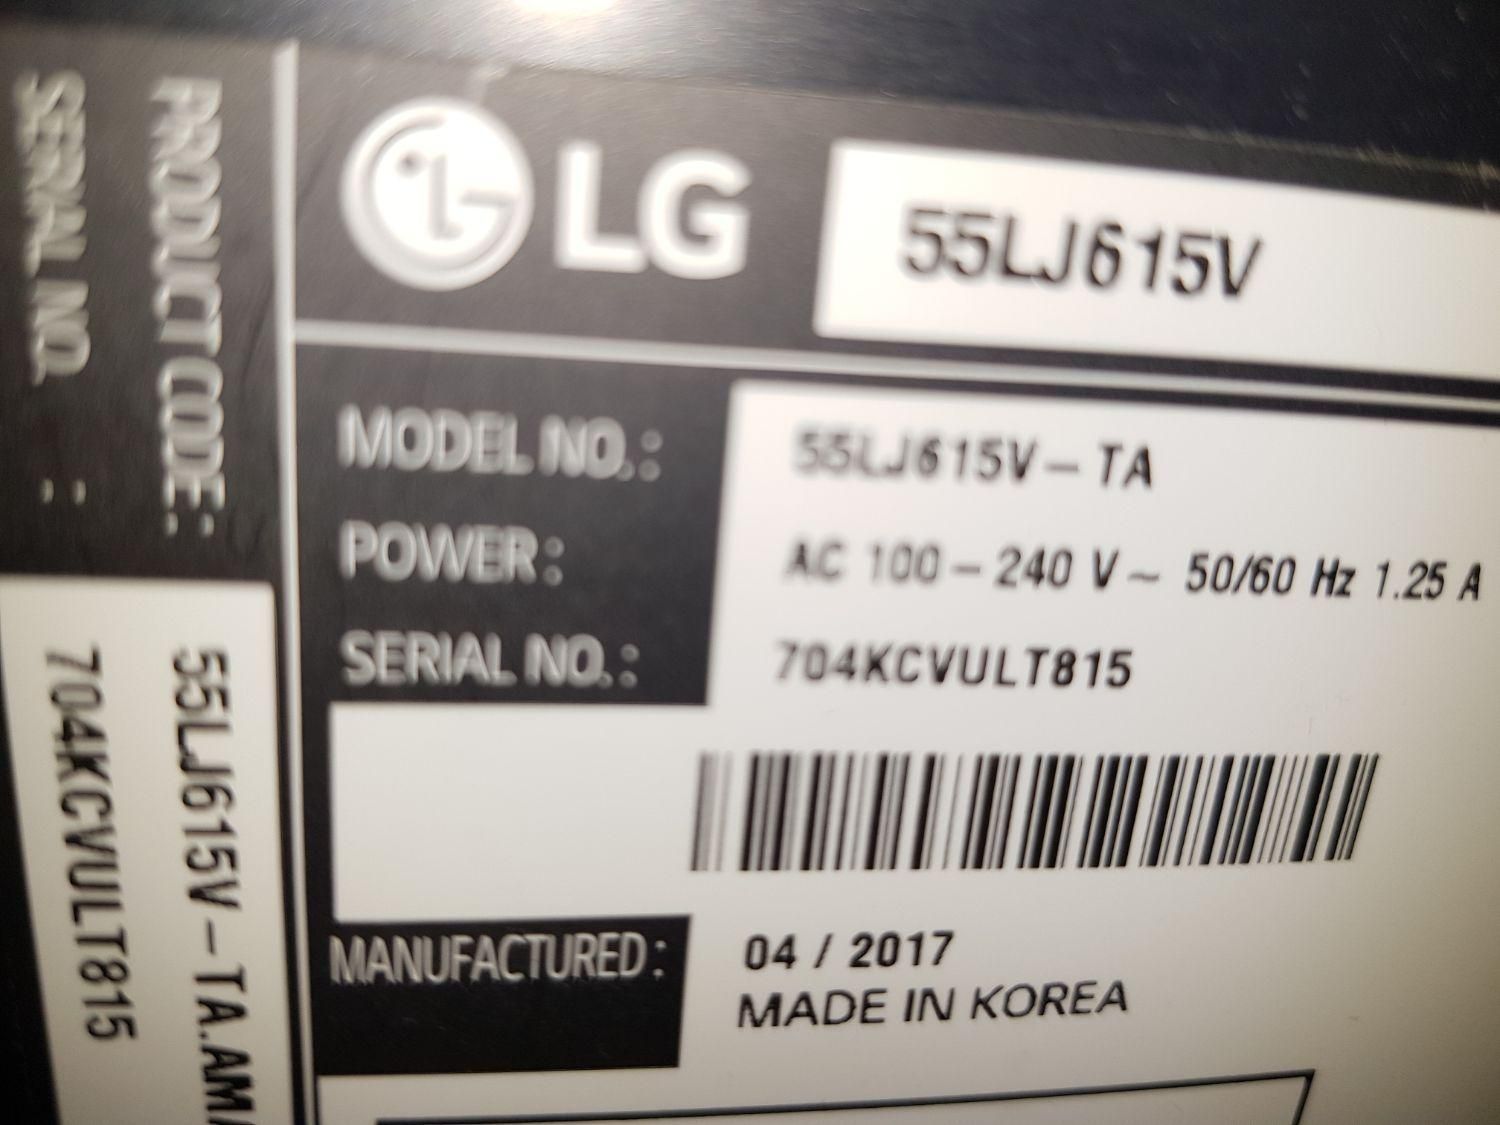 LG 55LJ615V
MODEL NO.: 55LJ615V-TA
POWER: AC 100-240 V~ 50/60 Hz 1.25 A
SERIAL NO.: 704KCVULT815
MANUFACTURED: 04 / 2017
MADE IN KOREA
PRODUCT CODE: 55LJ615V-TA.AMA
SERIAL NO. : 704KCVULT815